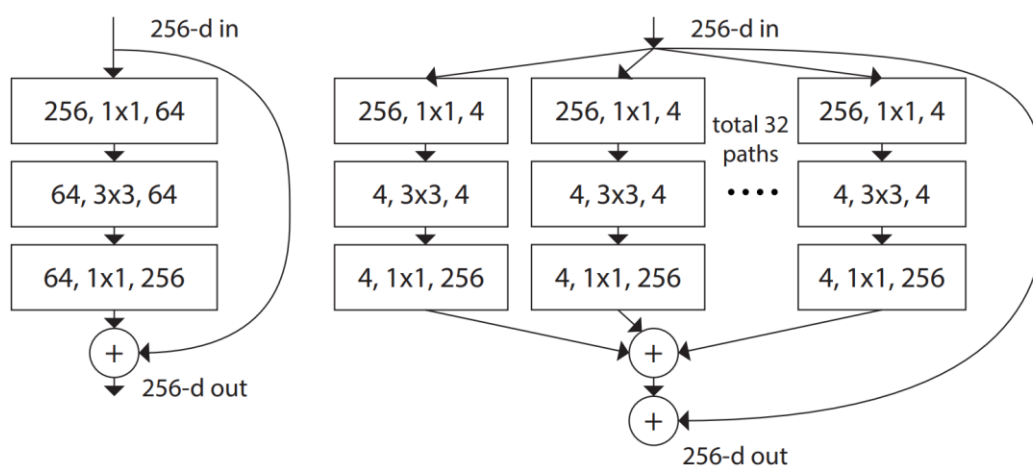 256-d in
256, 1x1, 64
64, 3x3, 64
64, 1x1, 256
+
256-d out
256-d in
256, 1x1, 4
4, 3x3, 4
4, 1x1, 256
256, 1x1, 4
4, 3x3, 4
4, 1x1, 256
total 32
paths
....
256, 1x1, 4
4, 3x3, 4
4, 1x1, 256
+
+
256-d out